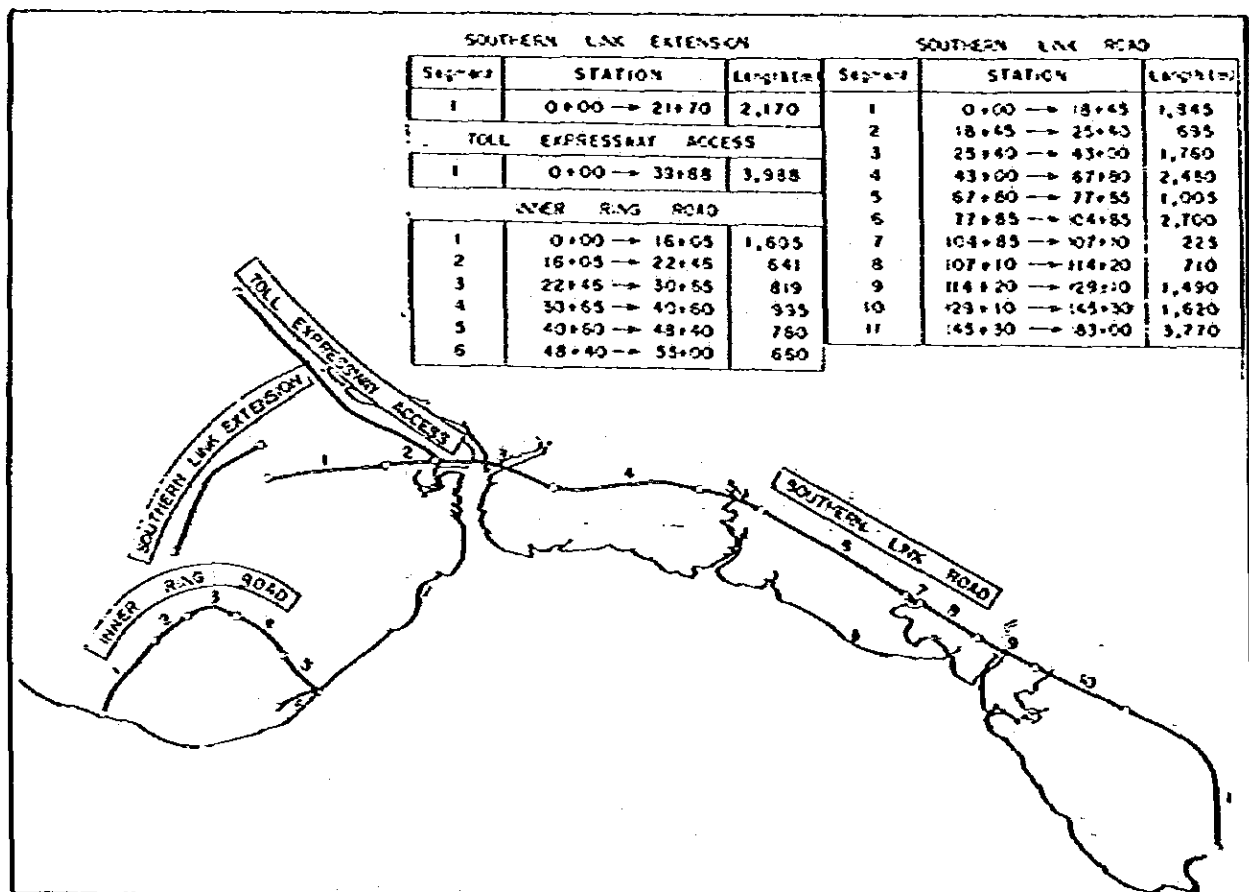 SOUTHERN LINK EXTENSION
Segment STATION Length(m)
1 0+00 → 21+70 2,170
TOLL EXPRESSWAY ACCESS
1 0+00 → 39+88 3,988
INNER RING ROAD
1 0+00 → 16+05 1,605
2 16+05 → 22+45 641
3 22+45 → 30+65 819
4 30+65 → 40+60 995
5 40+60 → 48+40 780
6 48+40 → 55+00 660
SOUTHERN LINK ROAD
Segment STATION Length(m)
1 0+00 → 18+45 1,845
2 18+45 → 25+40 695
3 25+40 → 43+00 1,760
4 43+00 → 67+80 2,480
5 67+80 → 77+85 1,005
6 77+85 → 104+85 2,700
7 104+85 → 107+10 225
8 107+10 → 114+20 710
9 114+20 → 129+10 1,490
10 129+10 → 145+30 1,620
11 145+30 → 183+00 3,770
TOLL EXPRESSWAY ACCESS
SOUTHERN LINK EXTENSION
INNER RING ROAD
SOUTHERN LINK ROAD
1 2 3 4
6 7 8 9 10
1 2 3 4 5